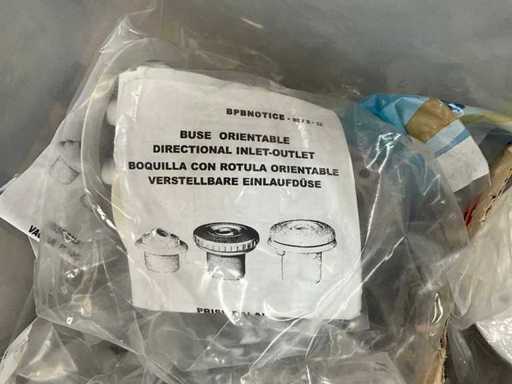 BPBNOTICE
BUSE ORIENTABLE
DIRECTIONAL INLET-OUTLET
BOQUILLA CON ROTULA ORIENTABLE
VERSTELLBARE EINLAUFDÜSE